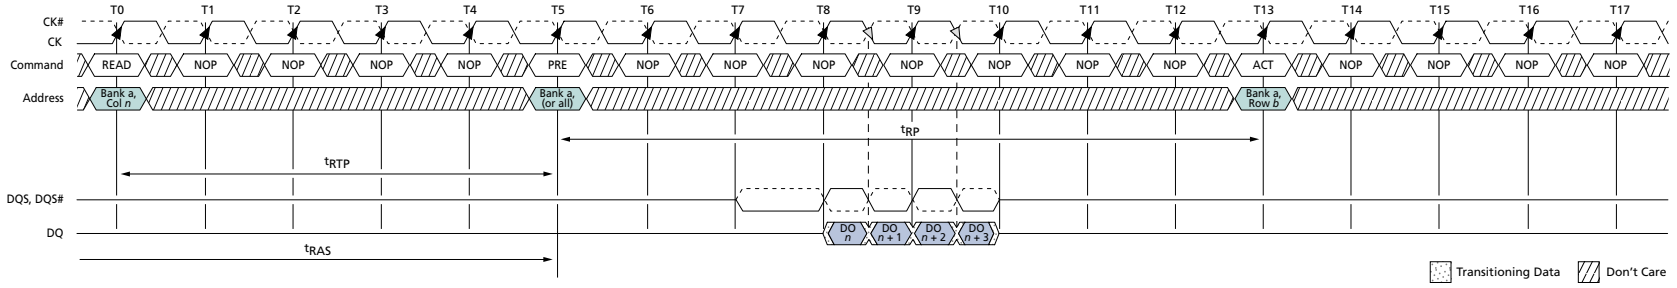 T0 T1 T2 T3 T4 T5 T6 T7 T8 T9 T10 T11 T12 T13 T14 T15 T16 T17
CK#
CK
Command READ NOP NOP NOP NOP PRE NOP NOP NOP NOP NOP NOP NOP ACT NOP NOP NOP NOP
Address Bank a, Col n Bank a, (or all) Bank a, Row b
tRP
tRTP
DQS, DQS#
DQ DO n DO n + 1 DO n + 2 DO n + 3
tRAS
Transitioning Data Don't Care